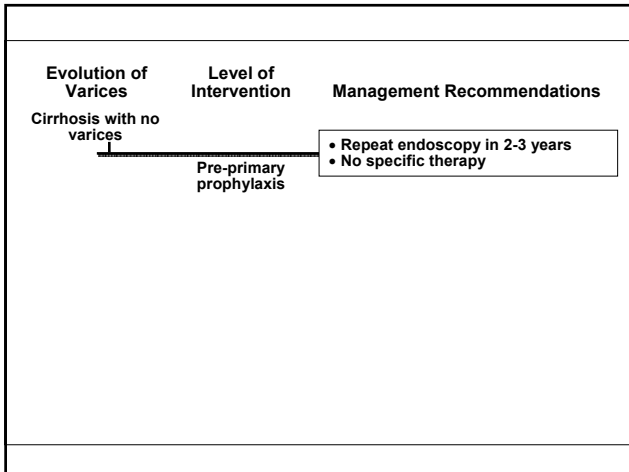 Evolution of
Varices
Level of
Intervention
Management Recommendations
Cirrhosis with no
varices
• Repeat endoscopy in 2-3 years
• No specific therapy
Pre-primary
prophylaxis